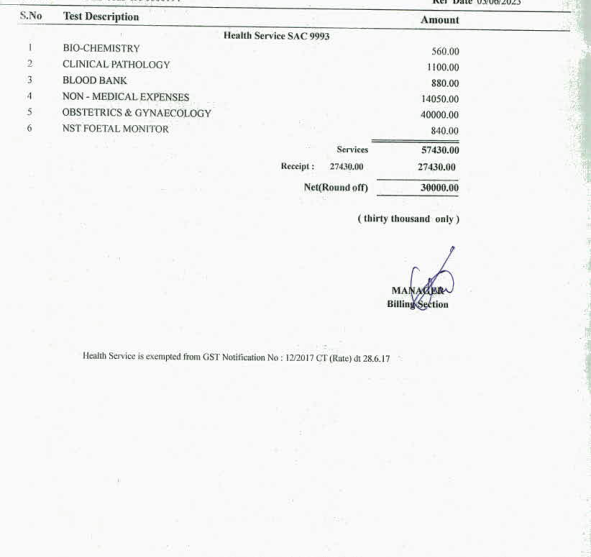 Ref Date 03/06/2023
S.No Test Description Amount
Health Service SAC 9993
1 BIO-CHEMISTRY 560.00
2 CLINICAL PATHOLOGY 1100.00
3 BLOOD BANK 880.00
4 NON - MEDICAL EXPENSES 14050.00
5 OBSTETRICS & GYNAECOLOGY 40000.00
6 NST FOETAL MONITOR 840.00
Services 57430.00
Receipt : 27430.00 27430.00
Net(Round off) 30000.00
( thirty thousand only )
MANAGER
Billing Section
Health Service is exempted from GST Notification No : 12/2017 CT (Rate) dt 28.6.17